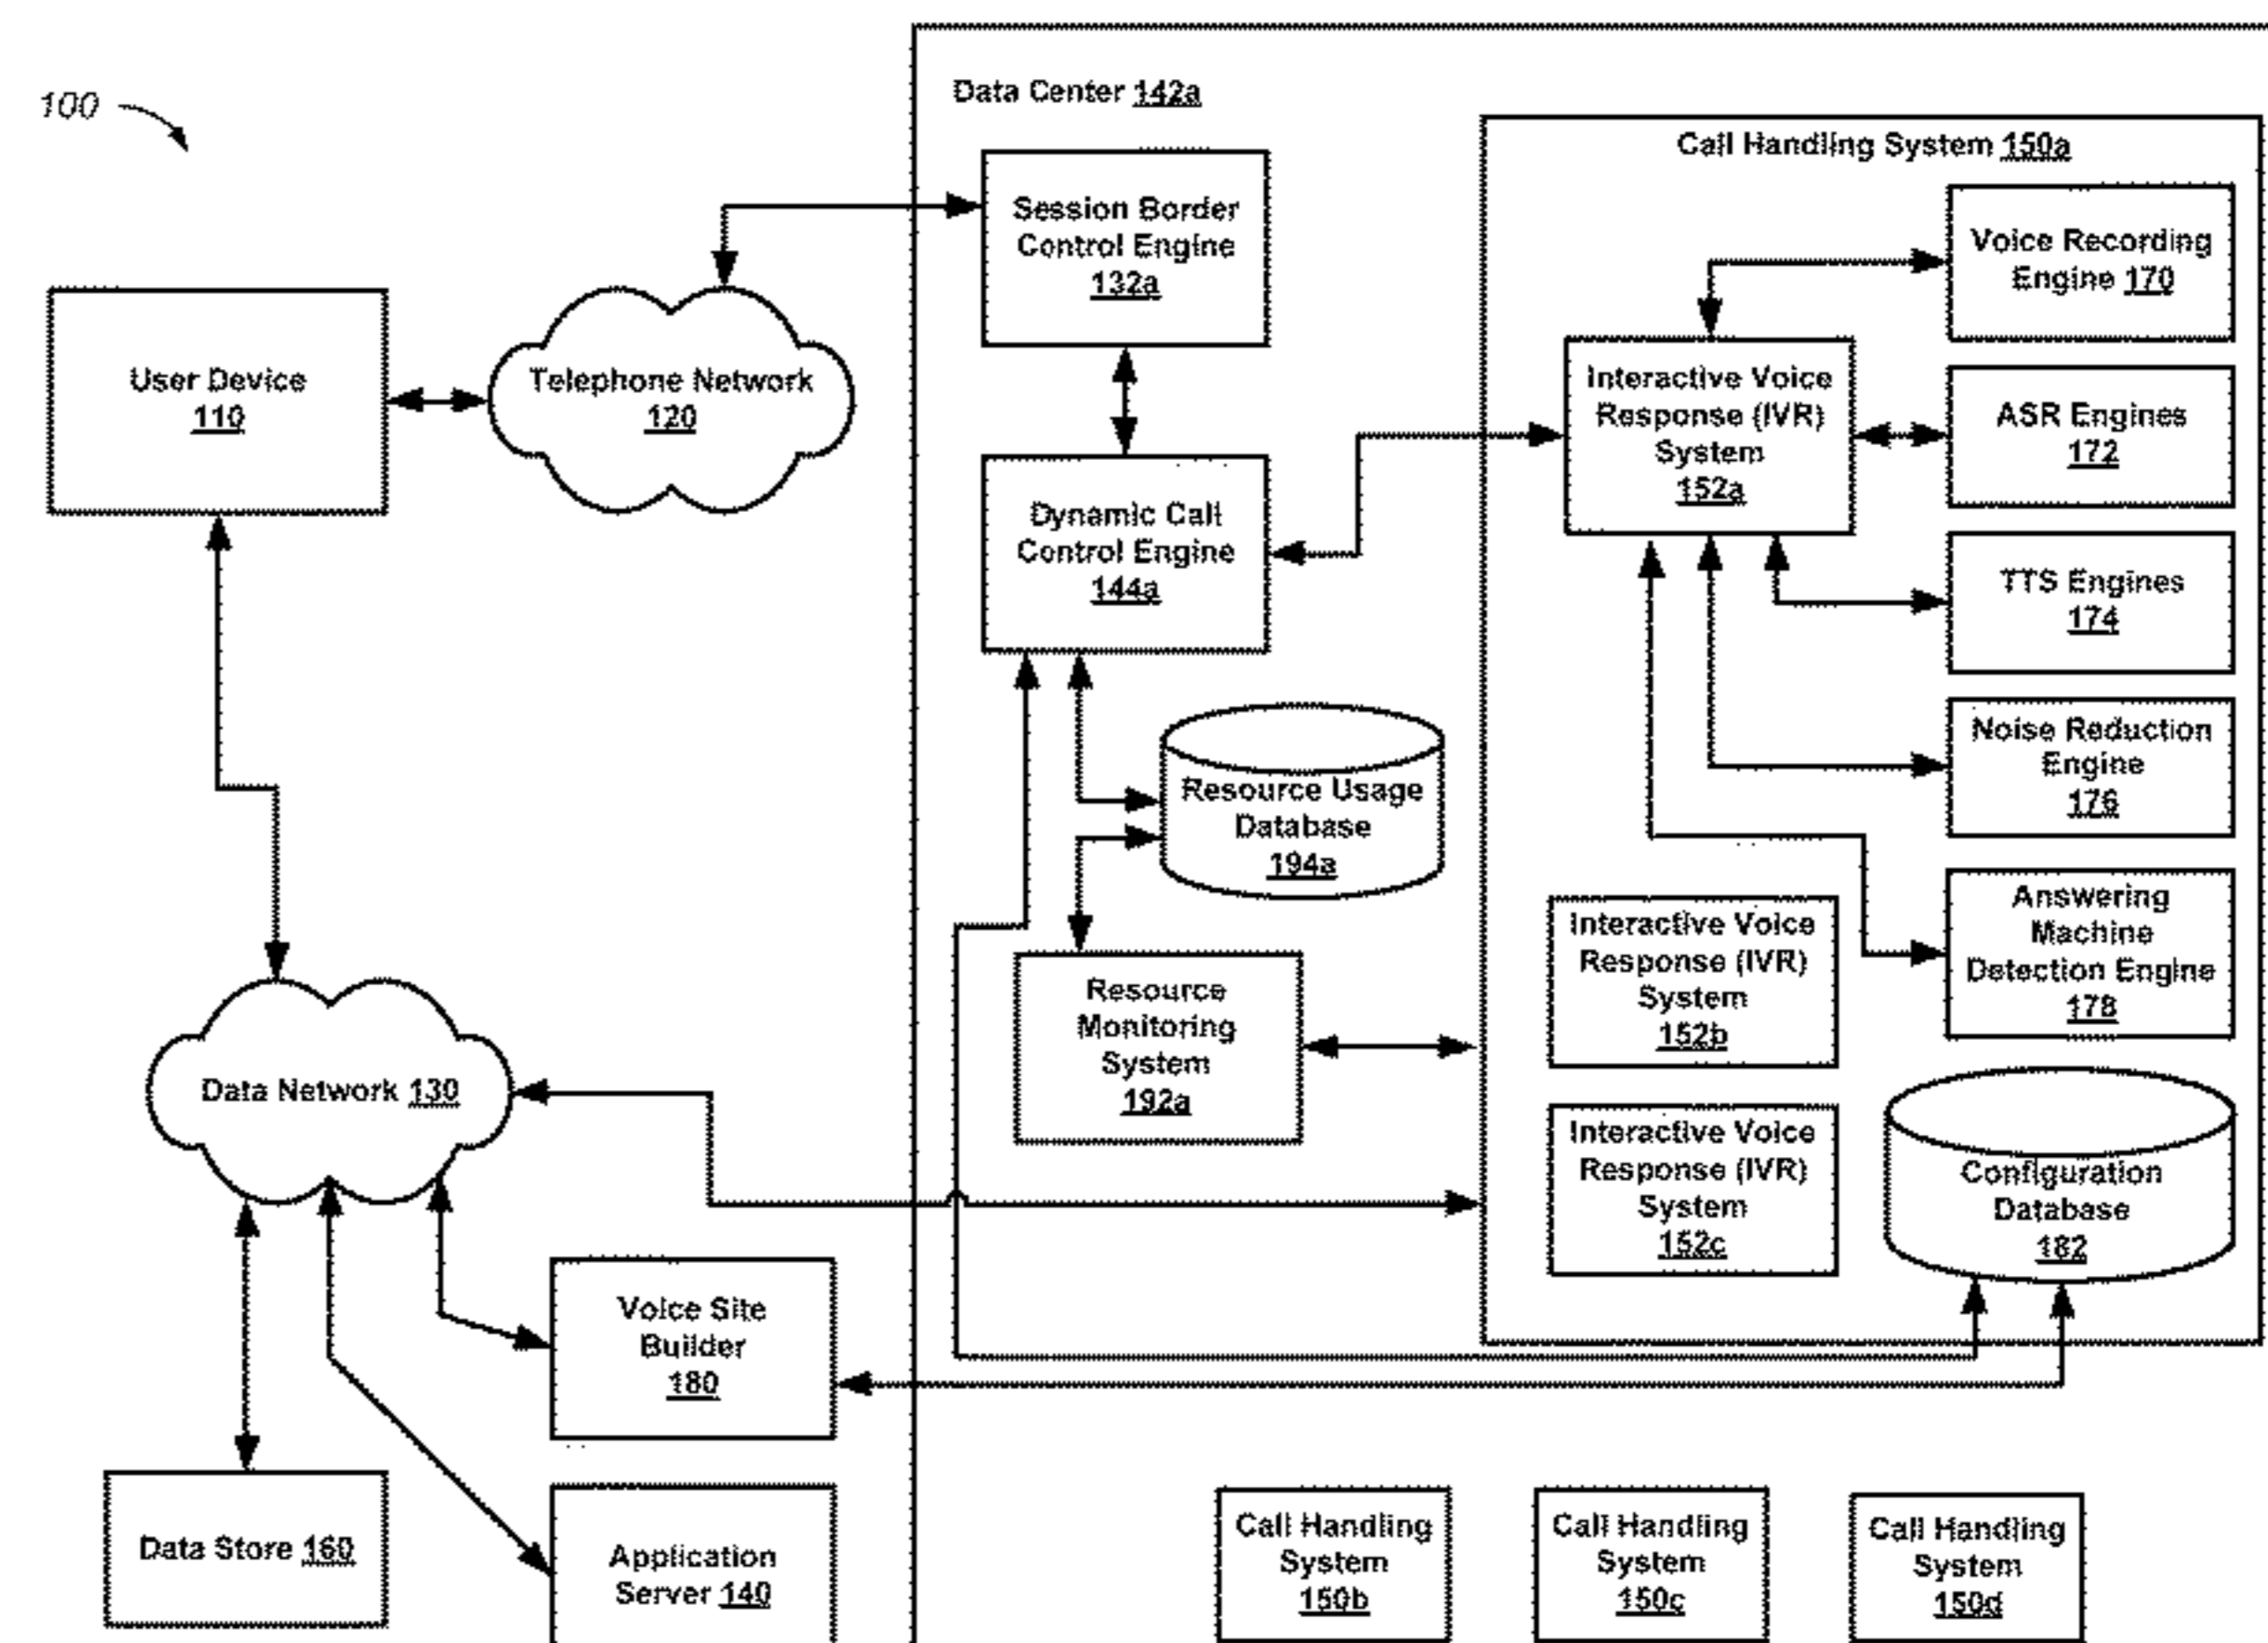 100
Data Center 142a
Call Handling System 150a
Session Border
Control Engine
132a
Voice Recording
Engine 170
User Device
110
Telephone Network
120
Interactive Voice
Response (IVR)
System
152a
ASR Engines
172
Dynamic Call
Control Engine
144a
TTS Engines
174
Noise Reduction
Engine
176
Resource Usage
Database
194a
Answering
Machine
Detection Engine
178
Interactive Voice
Response (IVR)
System
152b
Resource
Monitoring
System
192a
Data Network 130
Interactive Voice
Response (IVR)
System
152c
Configuration
Database
182
Voice Site
Builder
180
Data Store 160
Application
Server 140
Call Handling
System
150b
Call Handling
System
150c
Call Handling
System
150d